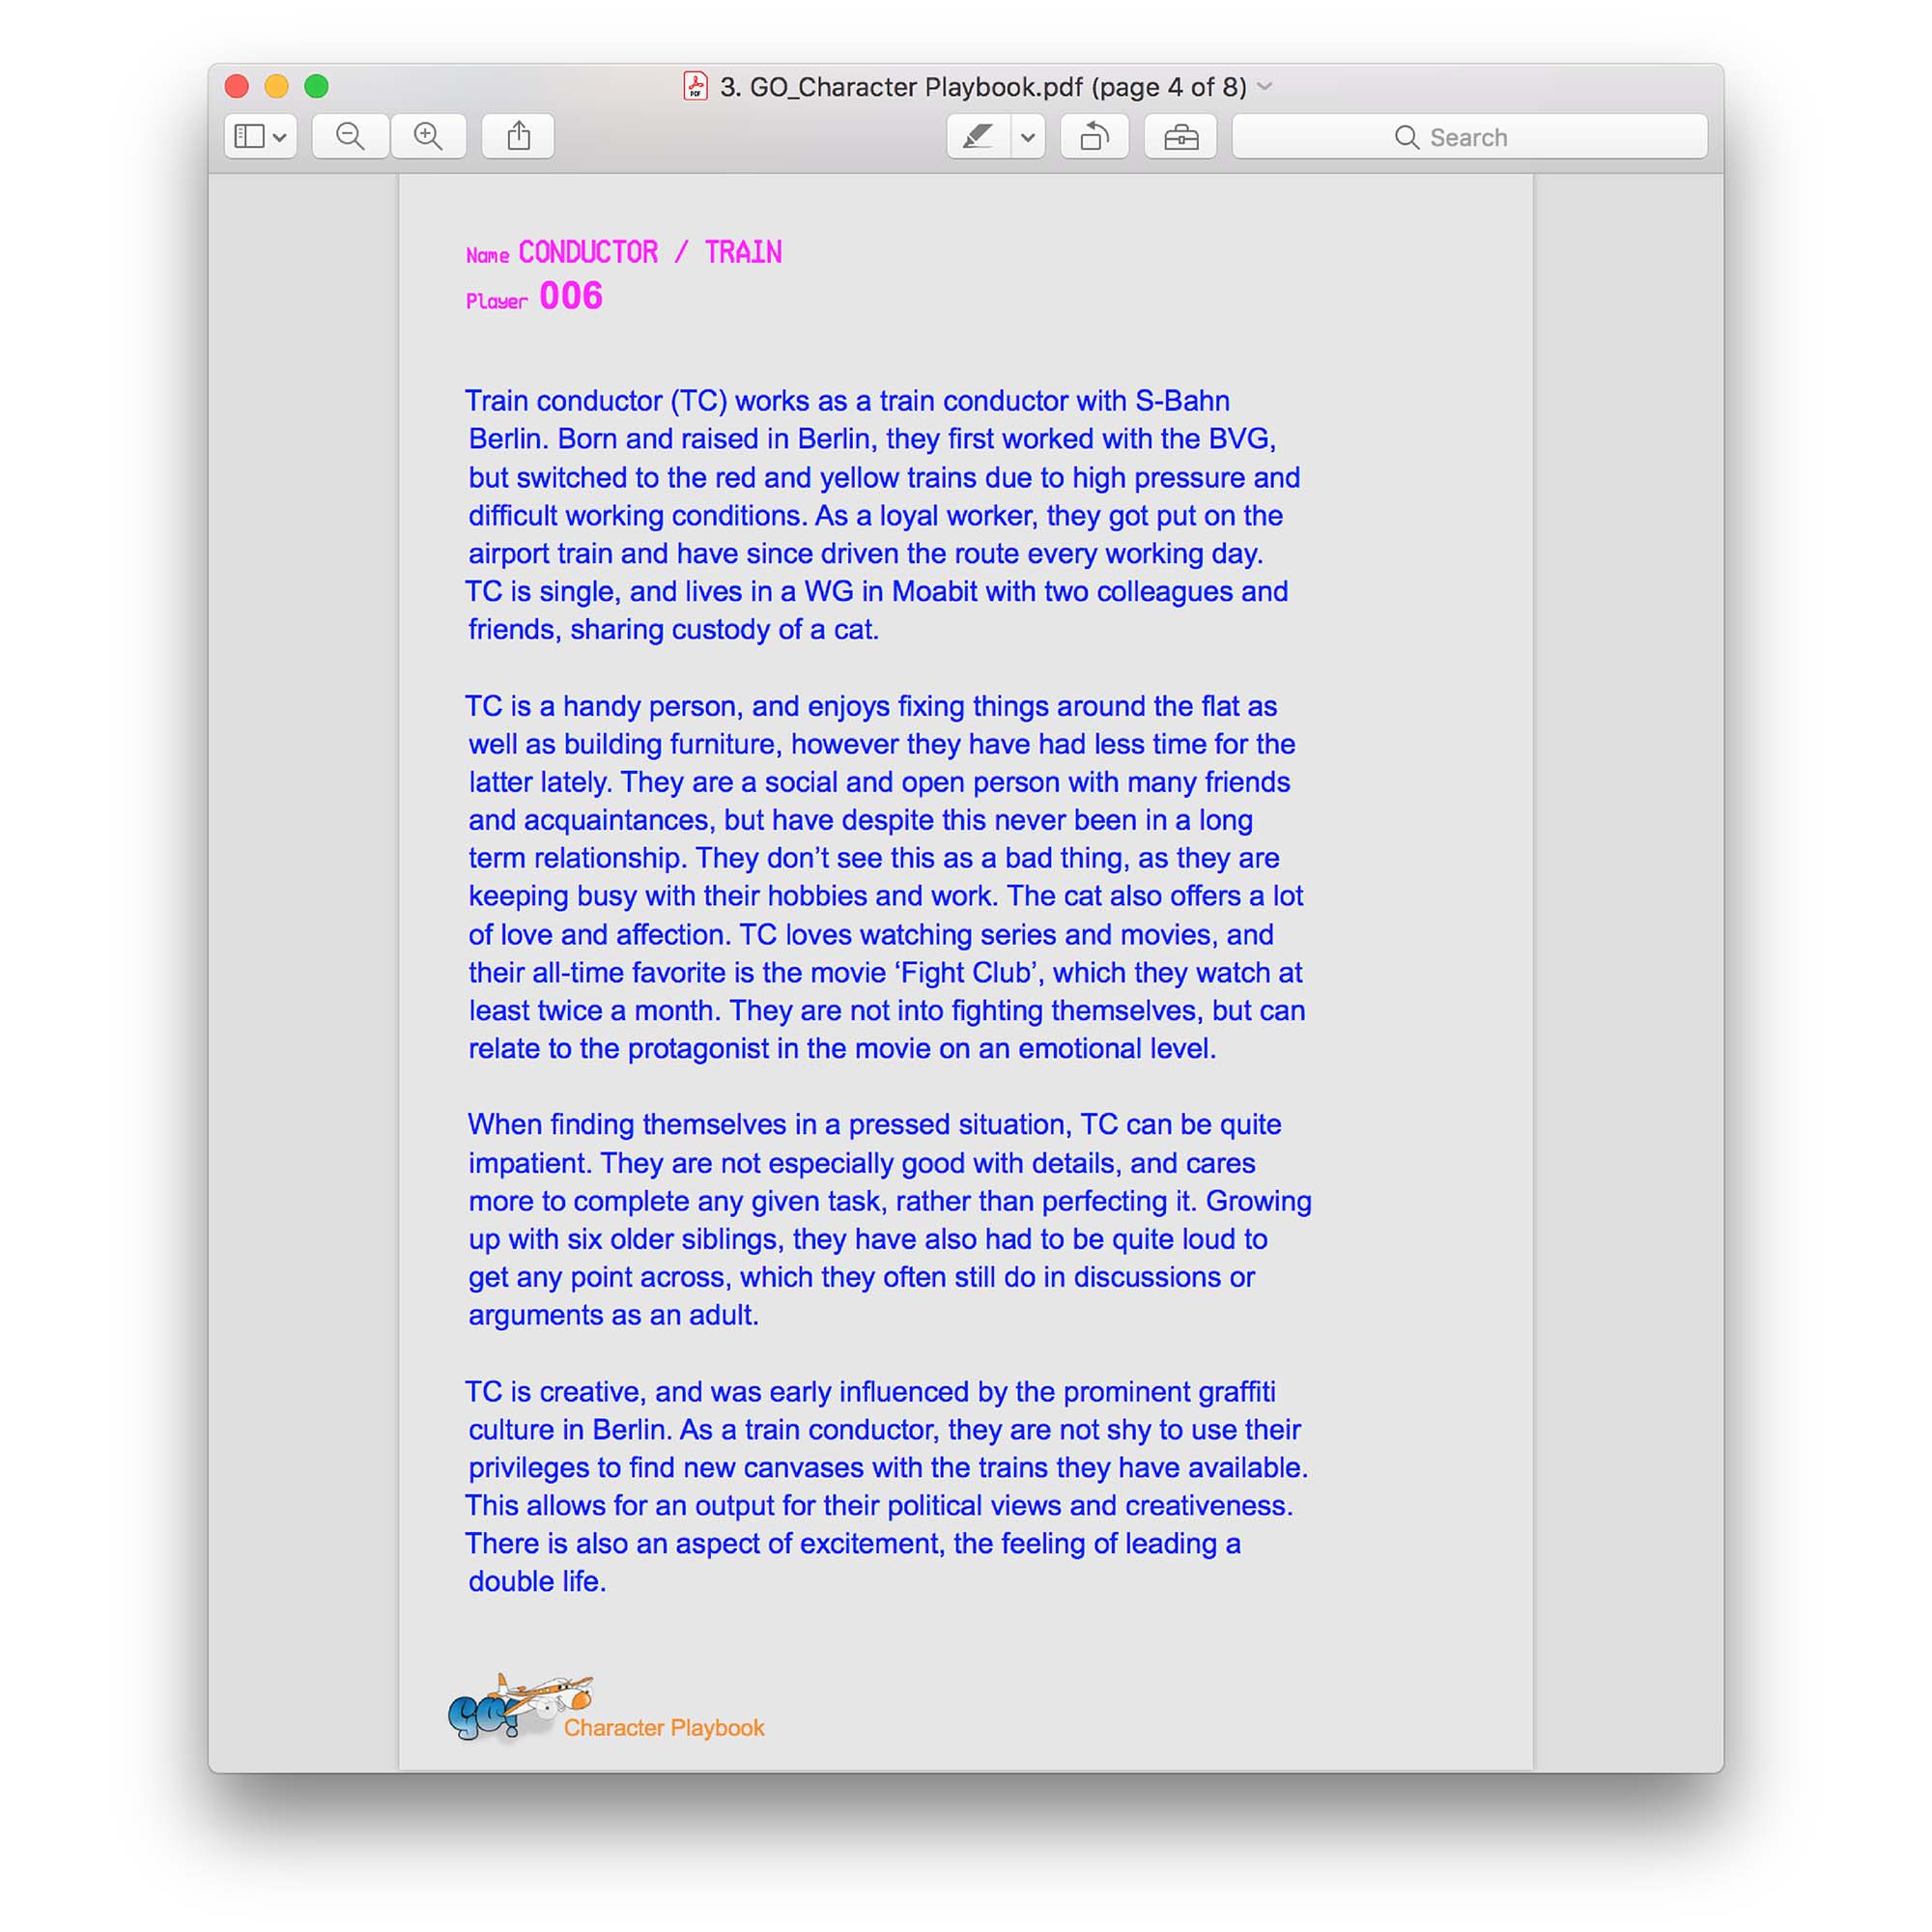 3. GO_Character Playbook.pdf (page 4 of 8)
Search
Name CONDUCTOR / TRAIN
Player 006
Train conductor (TC) works as a train conductor with S-Bahn
Berlin. Born and raised in Berlin, they first worked with the BVG,
but switched to the red and yellow trains due to high pressure and
difficult working conditions. As a loyal worker, they got put on the
airport train and have since driven the route every working day.
TC is single, and lives in a WG in Moabit with two colleagues and
friends, sharing custody of a cat.
TC is a handy person, and enjoys fixing things around the flat as
well as building furniture, however they have had less time for the
latter lately. They are a social and open person with many friends
and acquaintances, but have despite this never been in a long
term relationship. They don’t see this as a bad thing, as they are
keeping busy with their hobbies and work. The cat also offers a lot
of love and affection. TC loves watching series and movies, and
their all-time favorite is the movie ‘Fight Club’, which they watch at
least twice a month. They are not into fighting themselves, but can
relate to the protagonist in the movie on an emotional level.
When finding themselves in a pressed situation, TC can be quite
impatient. They are not especially good with details, and cares
more to complete any given task, rather than perfecting it. Growing
up with six older siblings, they have also had to be quite loud to
get any point across, which they often still do in discussions or
arguments as an adult.
TC is creative, and was early influenced by the prominent graffiti
culture in Berlin. As a train conductor, they are not shy to use their
privileges to find new canvases with the trains they have available.
This allows for an output for their political views and creativeness.
There is also an aspect of excitement, the feeling of leading a
double life.
GO! Character Playbook